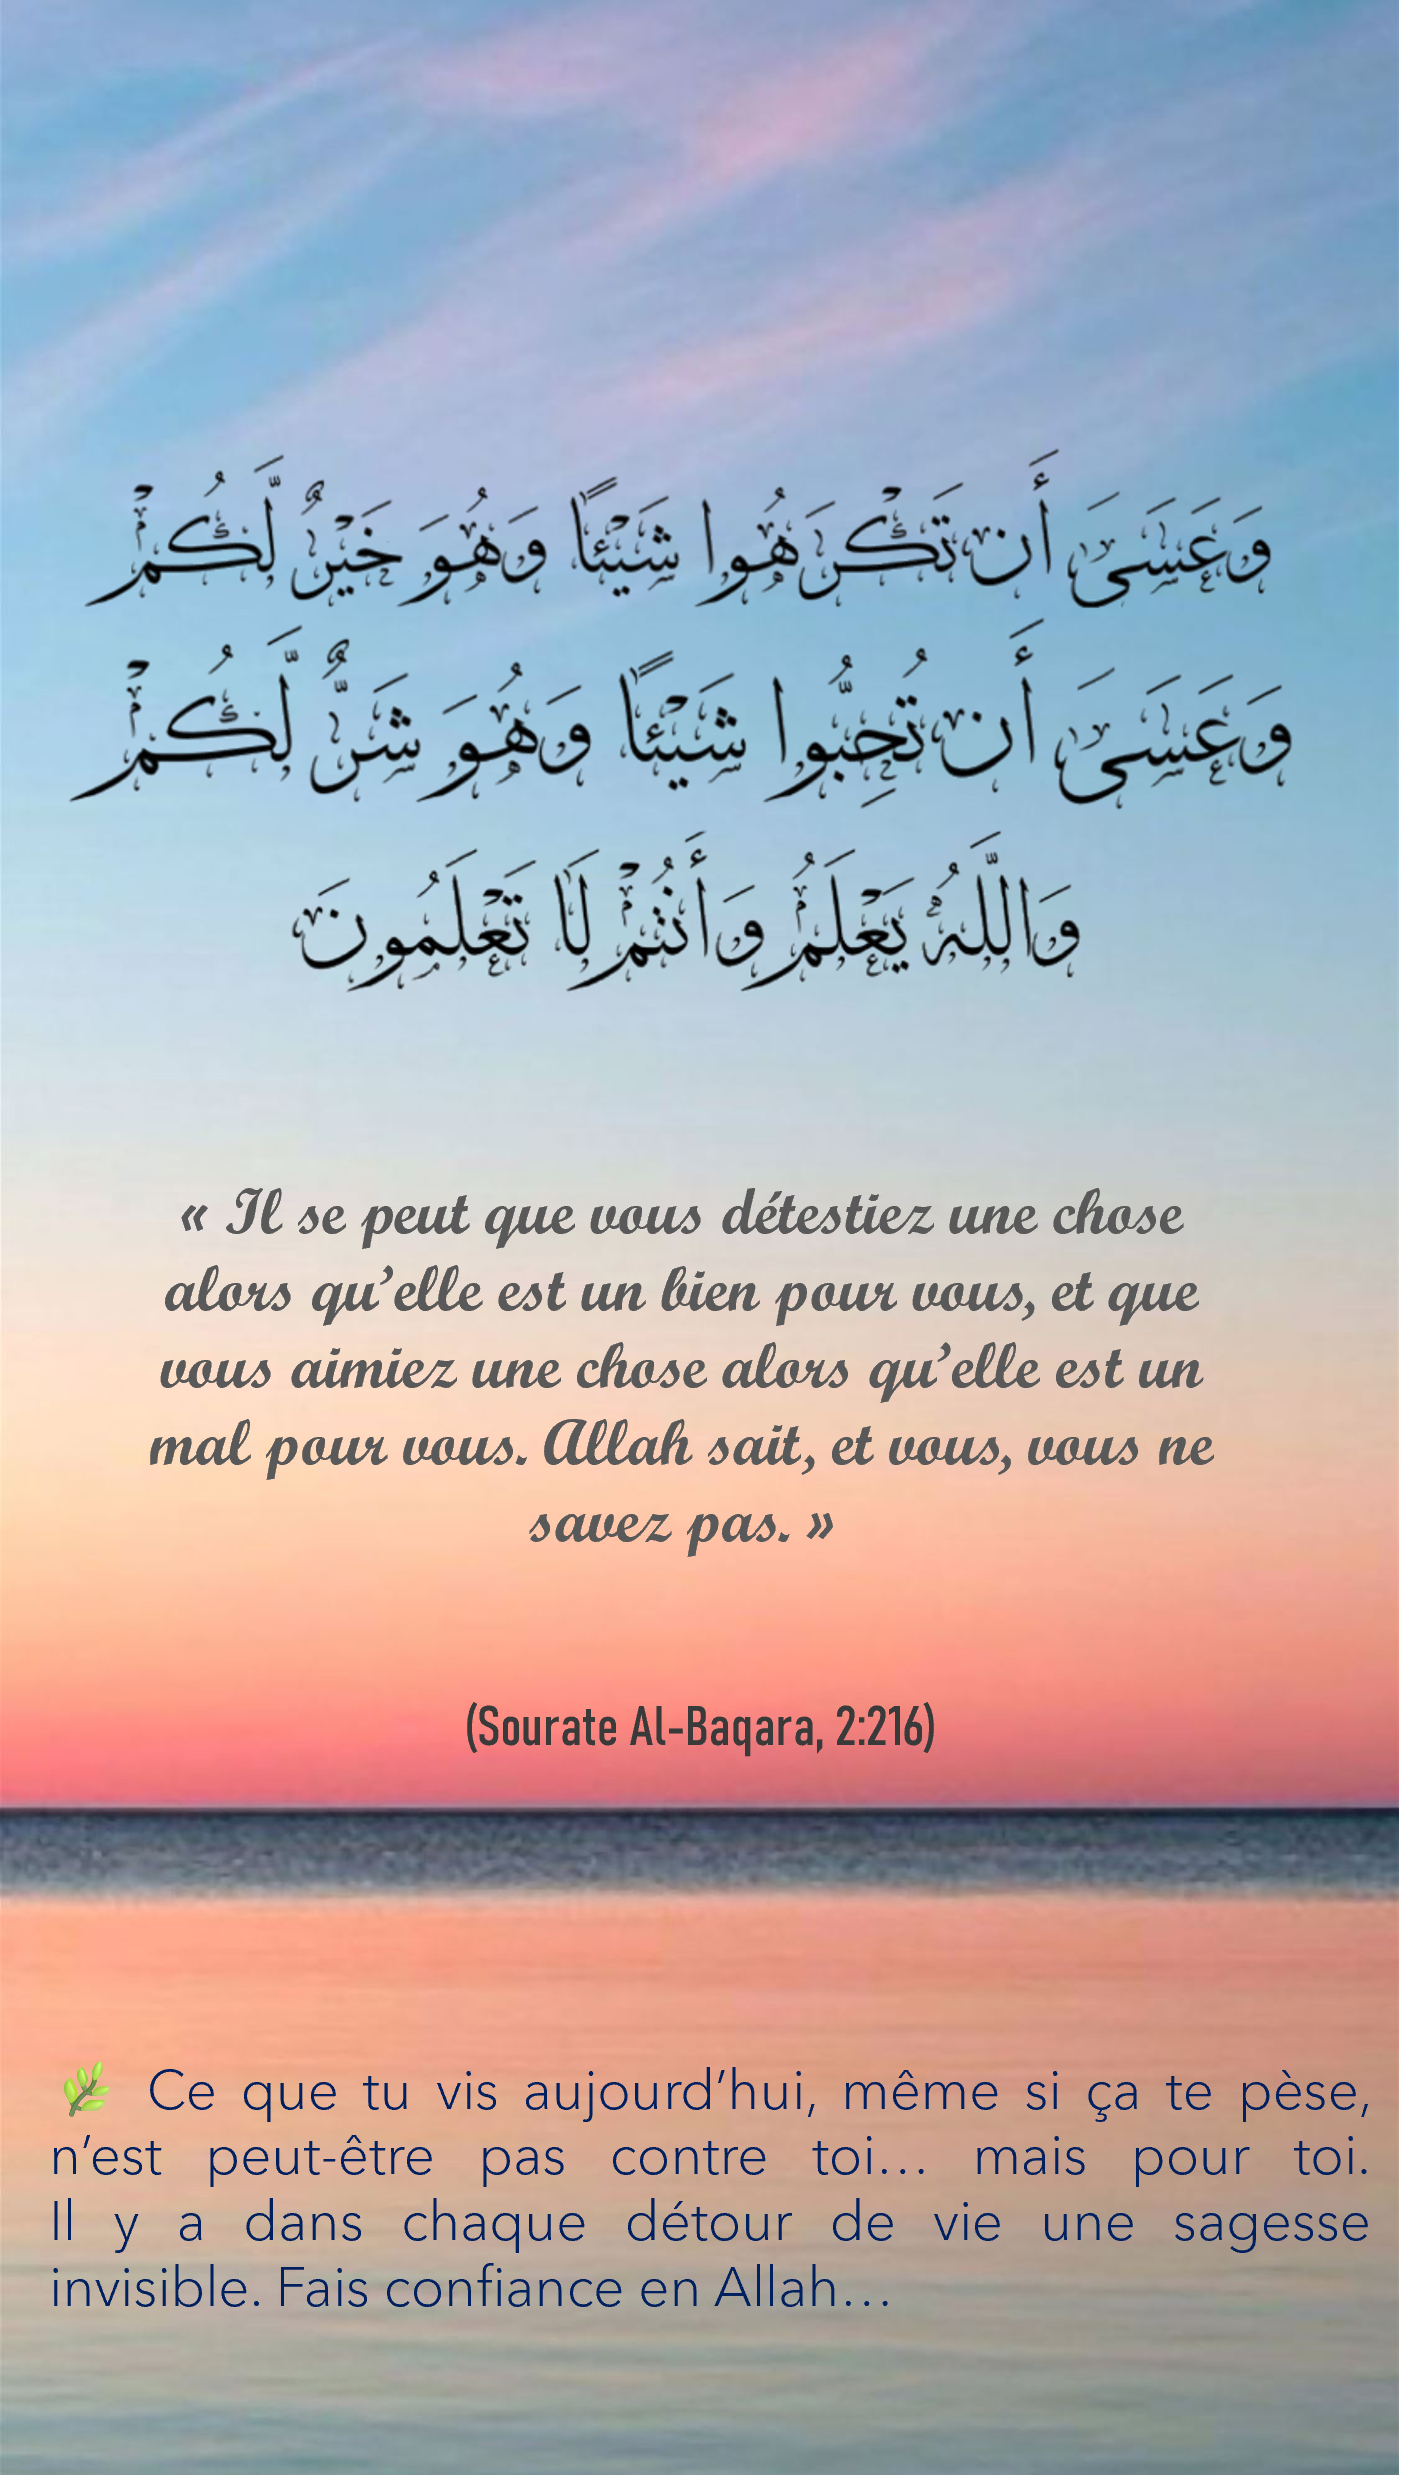 وَعَسَىٰ أَن تَكْرَهُوا شَيْئًا وَهُوَ خَيْرٌ لَّكُمْ
وَعَسَىٰ أَن تُحِبُّوا شَيْئًا وَهُوَ شَرٌّ لَّكُمْ
وَاللَّهُ يَعْلَمُ وَأَنتُمْ لَا تَعْلَمُونَ
« Il se peut que vous détestiez une chose
alors qu’elle est un bien pour vous, et que
vous aimiez une chose alors qu’elle est un
mal pour vous. Allah sait, et vous, vous ne
savez pas. »
(Sourate Al-Baqara, 2:216)
🌿 Ce que tu vis aujourd’hui, même si ça te pèse,
n’est peut-être pas contre toi… mais pour toi.
Il y a dans chaque détour de vie une sagesse
invisible. Fais confiance en Allah…